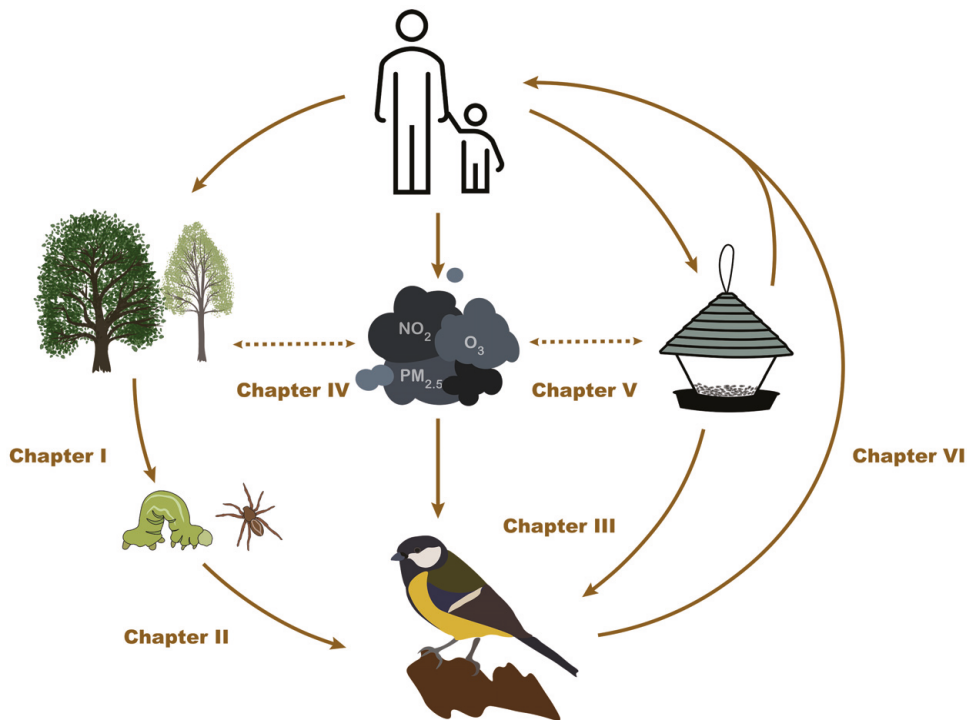 NO₂
O₃
PM₂.₅
Chapter IV
Chapter V
Chapter I
Chapter VI
Chapter III
Chapter II